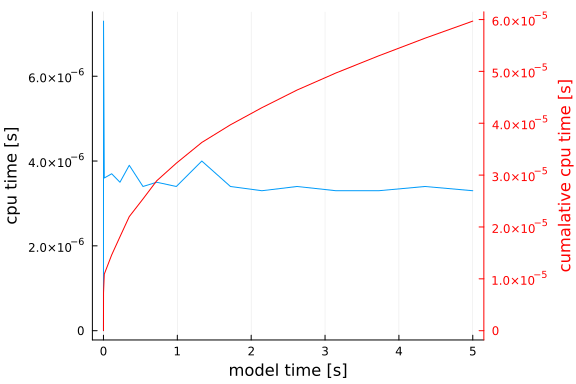 cpu time [s]
6.0×10⁻⁶
4.0×10⁻⁶
2.0×10⁻⁶
0
0 1 2 3 4 5
model time [s]
6.0×10⁻⁵
5.0×10⁻⁵
4.0×10⁻⁵
3.0×10⁻⁵
2.0×10⁻⁵
1.0×10⁻⁵
0
cumalative cpu time [s]